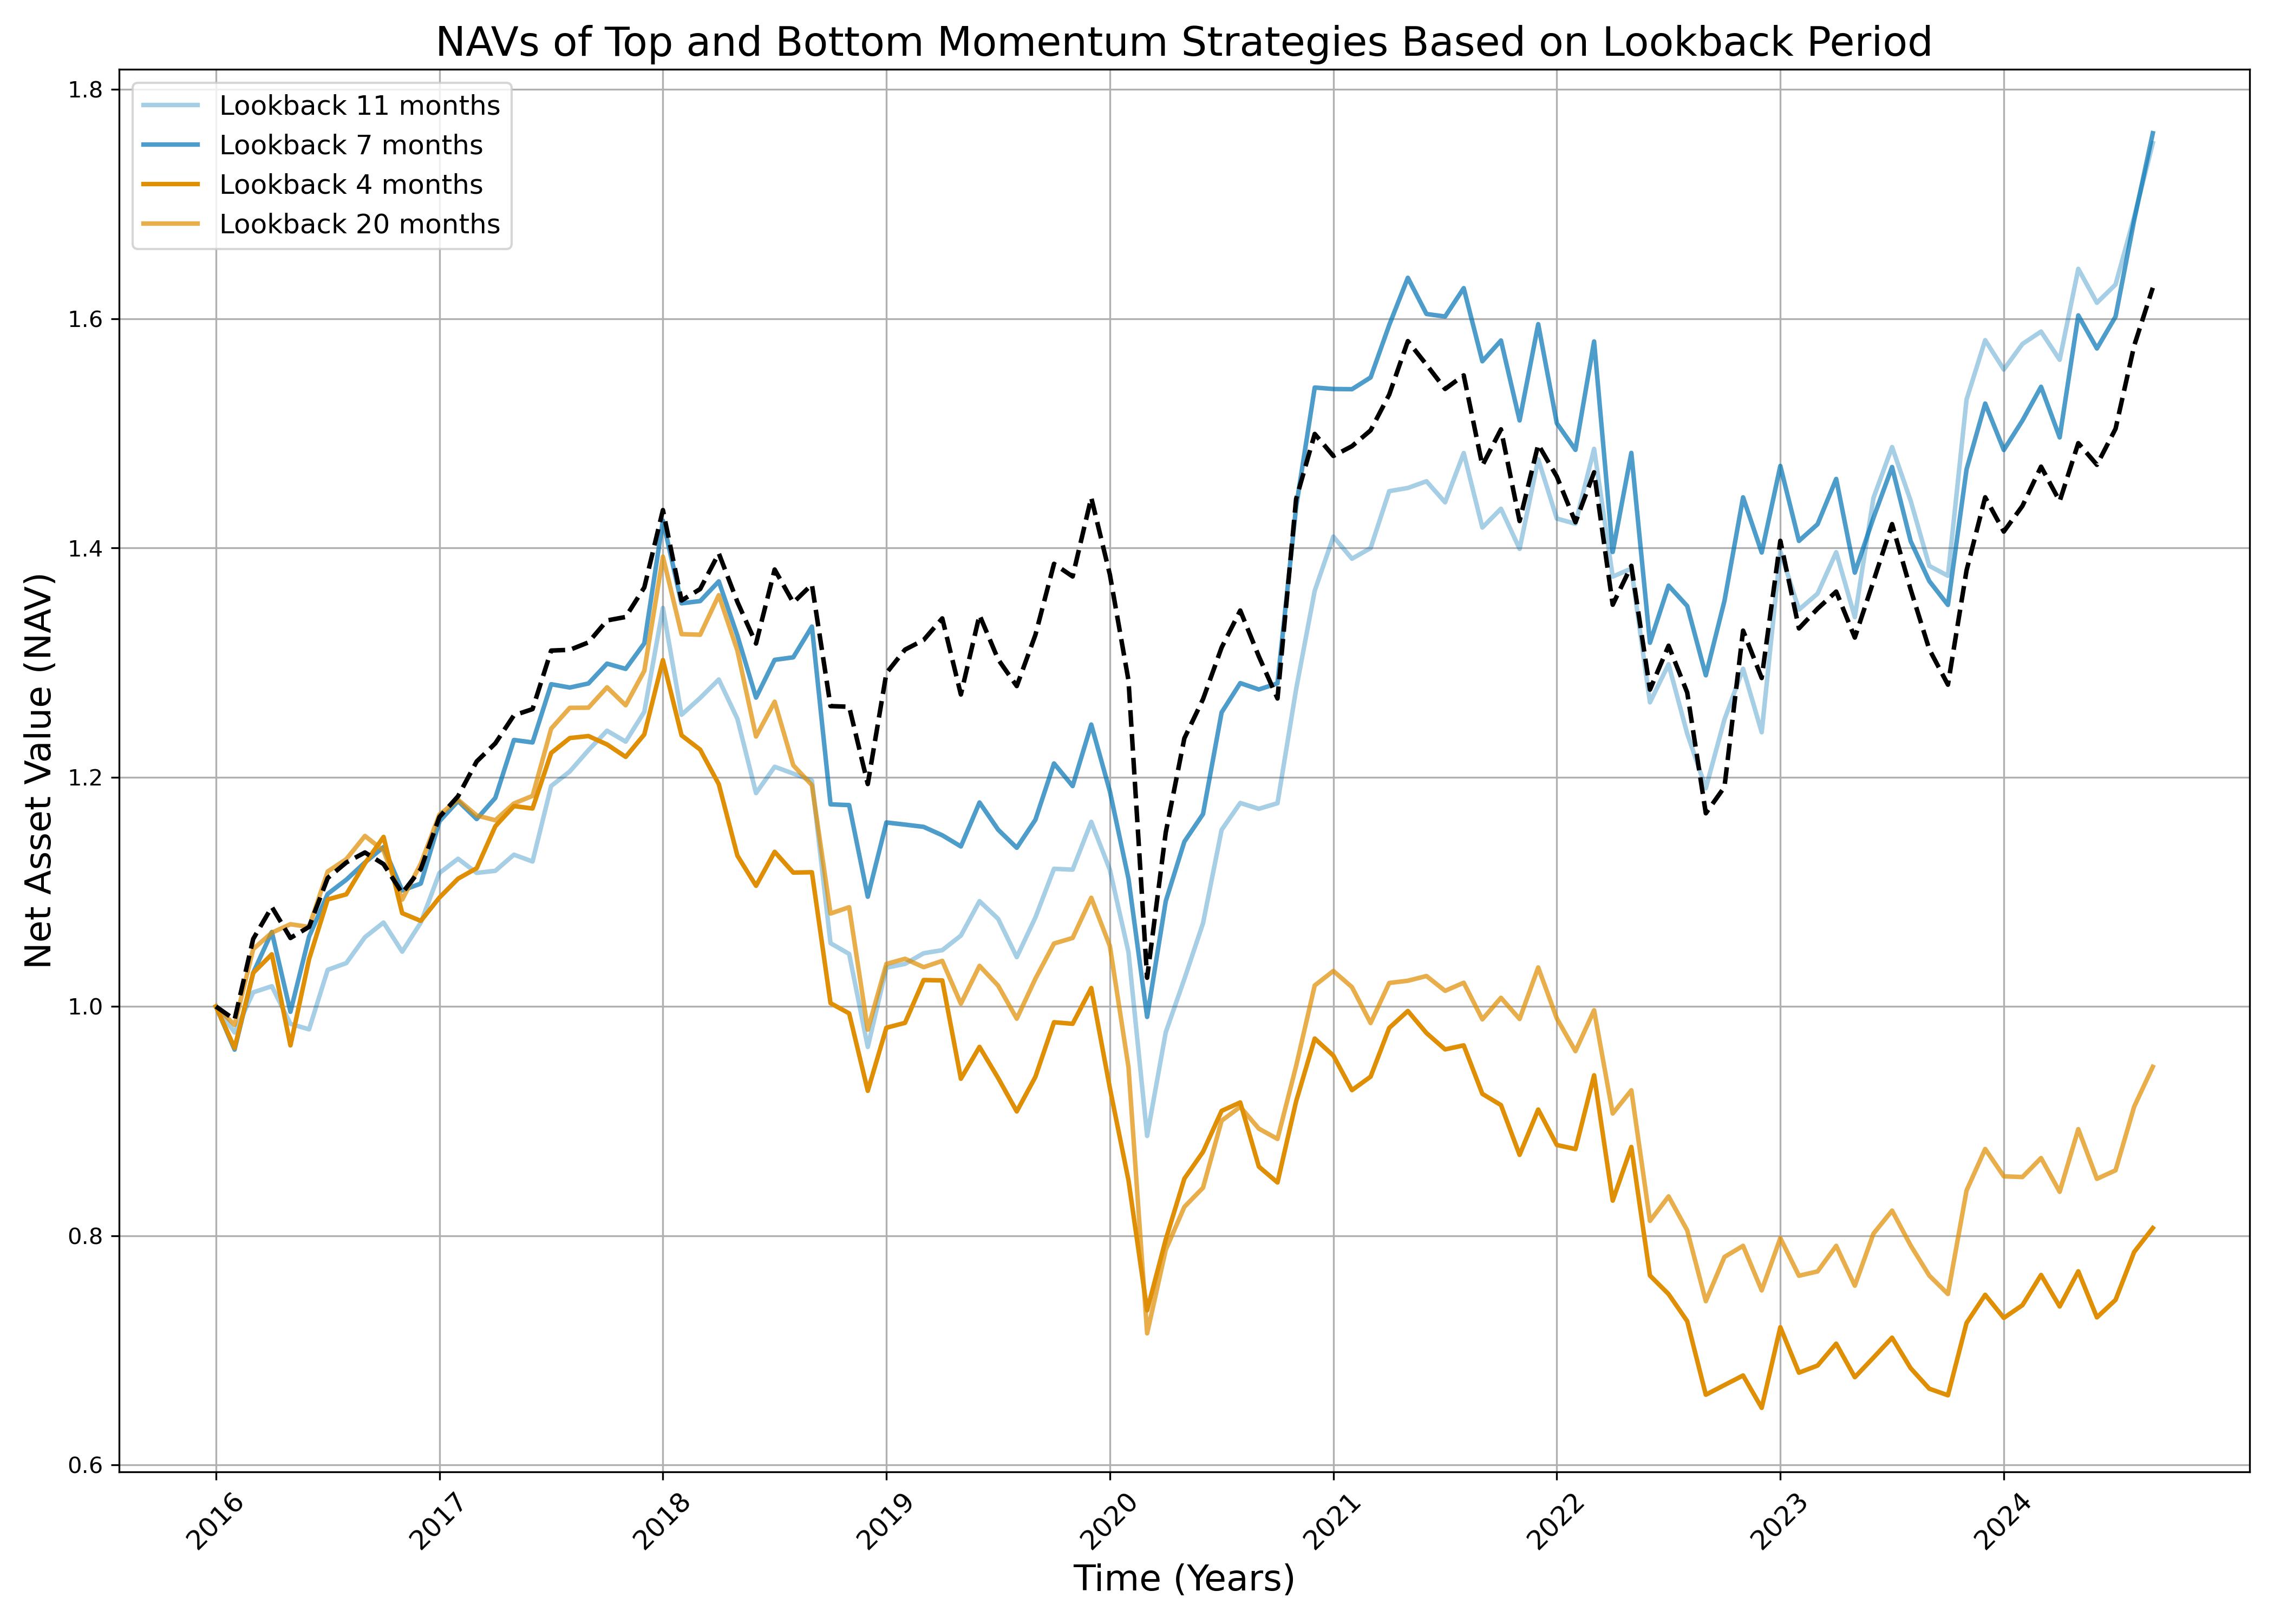 NAVs of Top and Bottom Momentum Strategies Based on Lookback Period
Lookback 11 months
Lookback 7 months
Lookback 4 months
Lookback 20 months
Net Asset Value (NAV)
1.8
1.6
1.4
1.2
1.0
0.8
0.6
2016 2017 2018 2019 2020 2021 2022 2023 2024
Time (Years)